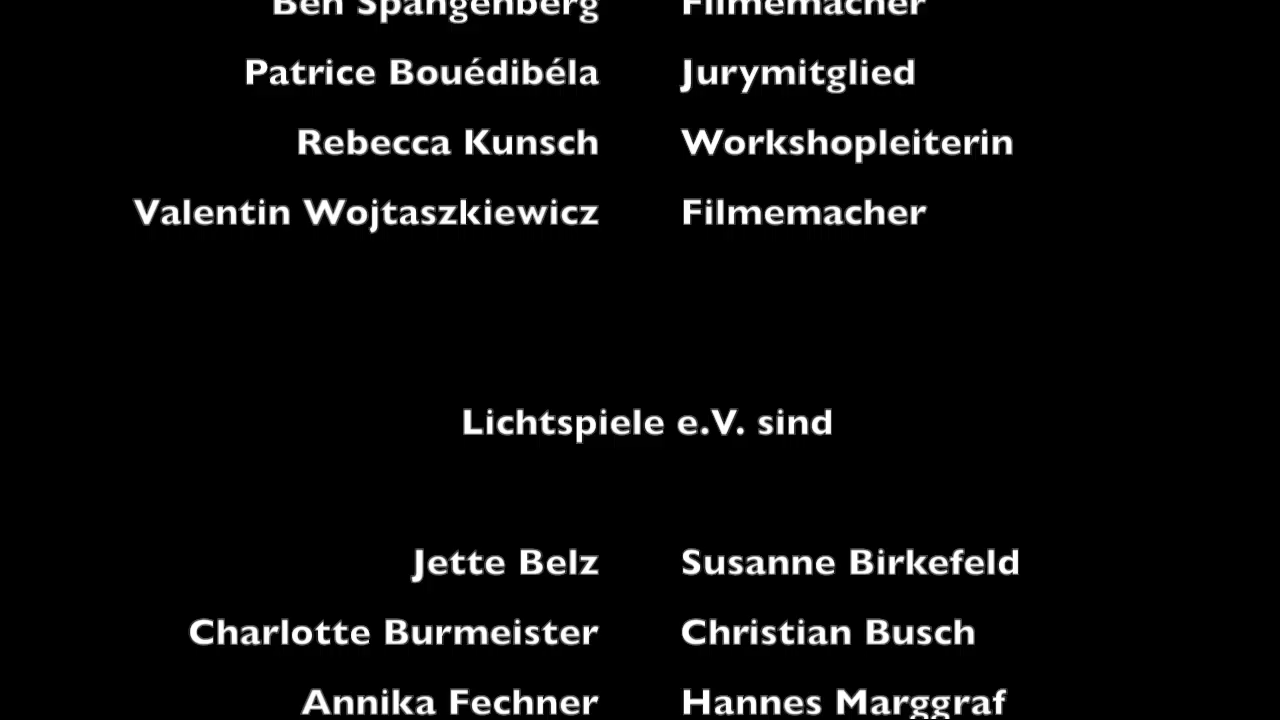 Ben Spangenberg Filmemacher
Patrice Bouédibéla Jurymitglied
Rebecca Kunsch Workshopleiterin
Valentin Wojtaszkiewicz Filmemacher
Lichtspiele e.V. sind
Jette Belz Susanne Birkefeld
Charlotte Burmeister Christian Busch
Annika Fechner Hannes Marggraf